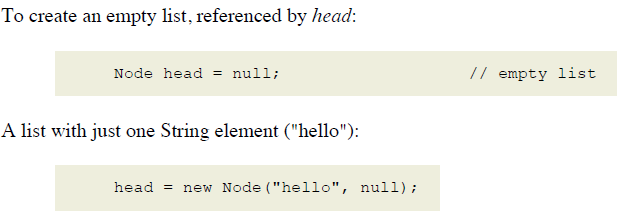 To create an empty list, referenced by head:
Node head = null; // empty list
A list with just one String element ("hello"):
head = new Node("hello", null);